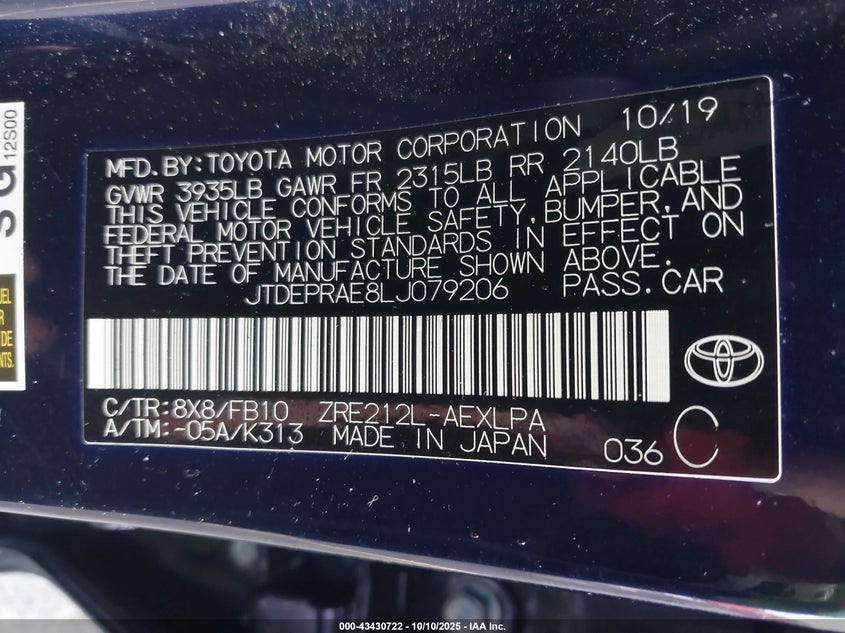 MFD.BY:TOYOTA MOTOR CORPORATION 10/19
GVWR 3935LB GAWR FR 2315LB RR 2140LB
THIS VEHICLE CONFORMS TO ALL APPLICABLE
FEDERAL MOTOR VEHICLE SAFETY,BUMPER,AND
THEFT PREVENTION STANDARDS IN EFFECT ON
THE DATE OF MANUFACTURE SHOWN ABOVE.
JTDEPRAE8LJ079206 PASS.CAR
C/TR:8X8/FB10 ZRE212L-AEXLPA
A/TM:-05A/K313 MADE IN JAPAN
036 C
12S00
000-43430722 - 10/10/2025 - IAA Inc.